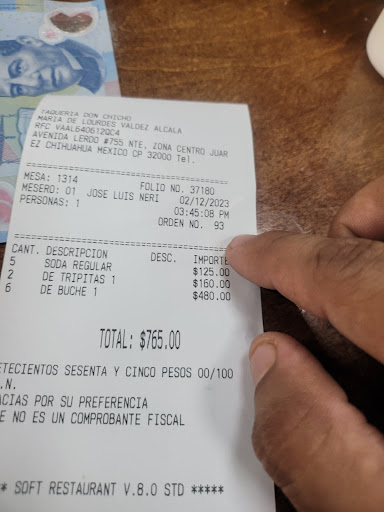 TAQUERIA DON CHICHO
MARIA DE LOURDES VALDEZ ALCALA
RFC VAAL640612QC4
AVENIDA LERDO #755 NTE. ZONA CENTRO JUAR
EZ CHIHUAHUA MEXICO CP 32000 Tel.
MESA: 1314 FOLIO NO. 37180
MESERO: 01 JOSE LUIS NERI 02/12/2023
PERSONAS: 1 03:45:08 PM
ORDEN NO. 93
CANT. DESCRIPCION DESC. IMPORTE
5 SODA REGULAR $125.00
2 DE TRIPITAS 1 $160.00
6 DE BUCHE 1 $480.00
TOTAL: $765.00
ETECIENTOS SESENTA Y CINCO PESOS 00/100
.N.
ACIAS POR SU PREFERENCIA
E NO ES UN COMPROBANTE FISCAL
* SOFT RESTAURANT V.8.0 STD *****